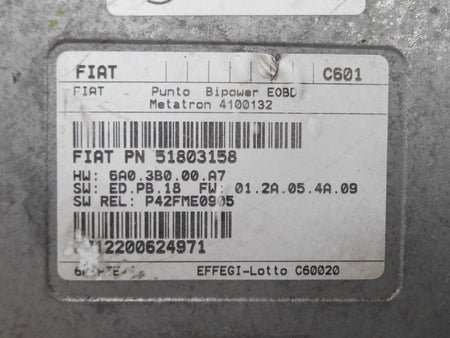 FIAT C601
FIAT Punto Bipower EOBD
Metatron 4100132
FIAT PN 51803158
HW: 6A0.3B0.00.A7
SW: ED.PB.18 FW: 01.2A.05.4A.09
SW REL: P42FME0905
12200624971
EFFEGI-Lotto C60020